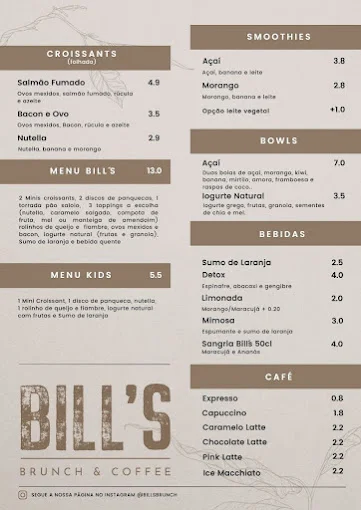 CROISSANTS
(folhado)
Salmão Fumado 4.9
Ovos mexidos, salmão fumado, rúcula
e azeite
Bacon e Ovo 3.5
Ovos mexidos, Bacon, rúcula e azeite
Nutella 2.9
Nutella, banana e morango
MENU BILL'S 13.0
2 Minis croissants, 2 discos de panquecas, 1
torrada pão saloio, 3 toppings a escolha
(nutella, caramelo salgado, compota de
fruta, mel ou manteiga de amendoim)
rolinhos de queijo e fiambre, ovos mexidos e
bacon, iogurte natural (frutas e granola).
Sumo de laranja e bebida quente
MENU KIDS 5.5
1 Mini Croissant, 1 disco de panqueca, nutella,
1 rolinho de queijo e fiambre, iogurte natural
com frutas e Sumo de laranja
BILL'S
BRUNCH & COFFEE
SEGUE A NOSSA PÁGINA NO INSTAGRAM @BILLSBRUNCH
SMOOTHIES
Açaí 3.8
Açaí, banana e leite
Morango 2.8
Morango, banana e leite
Opção leite vegetal +1.0
BOWLS
Açaí 7.0
Duas bolas de açaí, morango, kiwi,
banana, mirtilo, amora, framboesa e
raspas de coco.
Iogurte Natural 3.5
Iogurte grego, frutas, granola, sementes
de chia e mel.
BEBIDAS
Sumo de Laranja 2.5
Detox 4.0
Espinafre, abacaxi e gengibre
Limonada 2.0
Morango/Maracujá + 0.20
Mimosa 3.0
Espumante e sumo de laranja
Sangria Bill's 50cl 4.0
Maracujá e Ananás
CAFÉ
Expresso 0.8
Capuccino 1.8
Caramelo Latte 2.2
Chocolate Latte 2.2
Pink Latte 2.2
Ice Macchiato 2.2